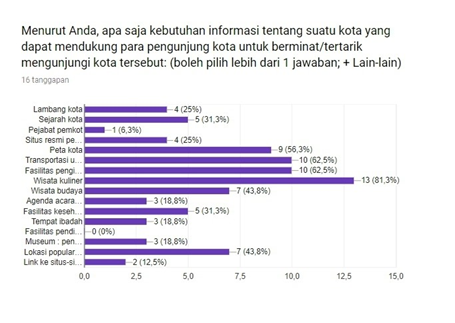 Menurut Anda, apa saja kebutuhan informasi tentang suatu kota yang
dapat mendukung para pengunjung kota untuk berminat/tertarik
mengunjungi kota tersebut: (boleh pilih lebih dari 1 jawaban; + Lain-lain)
16 tanggapan
Lambang kota 4 (25%)
Sejarah kota 5 (31,3%)
Pejabat pemkot 1 (6,3%)
Situs resmi pe... 4 (25%)
Peta kota 9 (56,3%)
Transportasi u... 10 (62,5%)
Fasilitas pengi... 10 (62,5%)
Wisata kuliner 13 (81,3%)
Wisata budaya 7 (43,8%)
Agenda acara... 3 (18,8%)
Fasilitas keseh... 5 (31,3%)
Tempat ibadah 3 (18,8%)
Fasilitas pendi... 0 (0%)
Museum : pen... 3 (18,8%)
Lokasi popular... 7 (43,8%)
Link ke situs-si... 2 (12,5%)
0,0 2,5 5,0 7,5 10,0 12,5 15,0